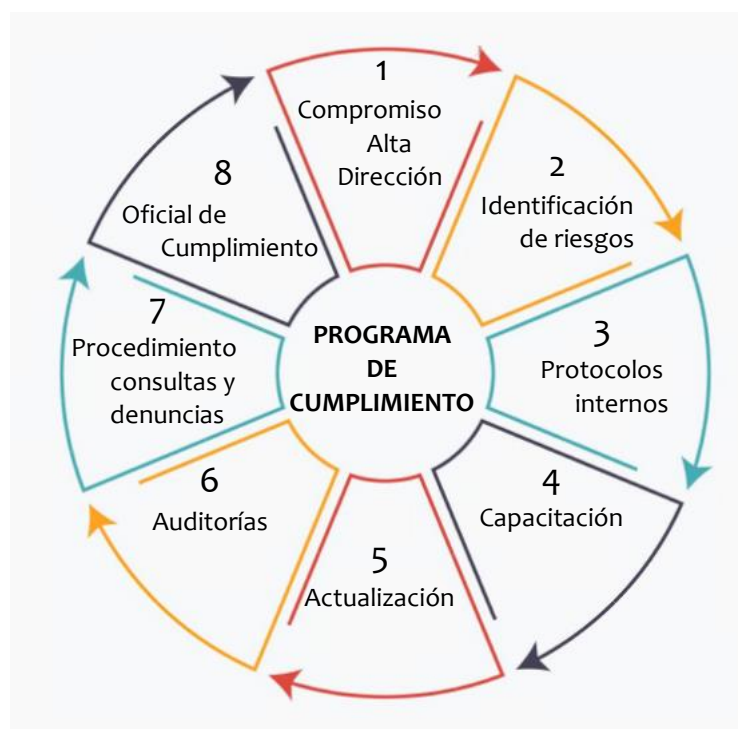 1
Compromiso
Alta
Dirección
2
Identificación
de riesgos
3
Protocolos
internos
4
Capacitación
5
Actualización
6
Auditorías
7
Procedimiento
consultas y
denuncias
8
Oficial de
Cumplimiento
PROGRAMA
DE
CUMPLIMIENTO